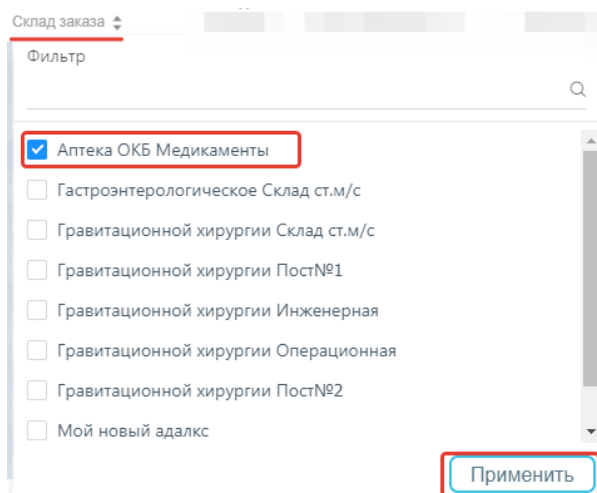 Склад заказа
Фильтр
Аптека ОКБ Медикаменты
Гастроэнтерологическое Склад ст.м/с
Гравитационной хирургии Склад ст.м/с
Гравитационной хирургии Пост№1
Гравитационной хирургии Инженерная
Гравитационной хирургии Операционная
Гравитационной хирургии Пост№2
Мой новый адалкс
Применить